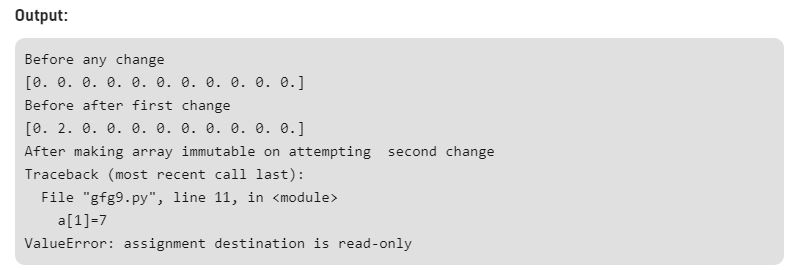 Output:
Before any change
[0. 0. 0. 0. 0. 0. 0. 0. 0. 0. 0.]
Before after first change
[0. 2. 0. 0. 0. 0. 0. 0. 0. 0. 0.]
After making array immutable on attempting  second change
Traceback (most recent call last):
  File "gfg9.py", line 11, in <module>
    a[1]=7
ValueError: assignment destination is read-only